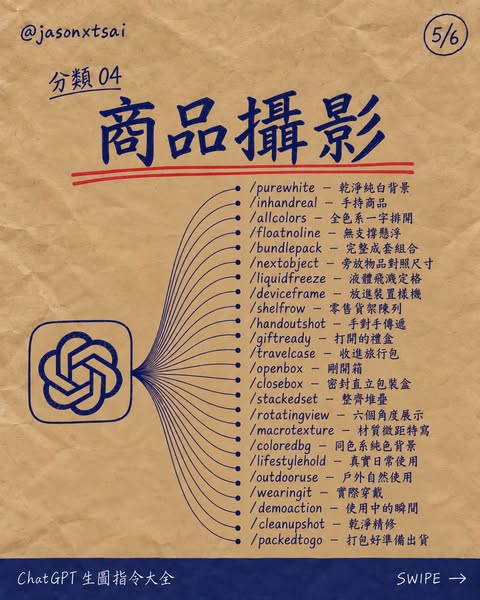 @jasonxtsai
5/6
分類 04
商品攝影
/purewhite — 乾淨純白背景
/inhandreal — 手持商品
/allcolors — 全色系一字排開
/floatnoline — 無支撐懸浮
/bundlepack — 完整成套組合
/nextobject — 旁放物品對照尺寸
/liquidfreeze — 液體飛濺定格
/deviceframe — 放進裝置樣機
/shelfrow — 零售貨架陳列
/handoutshot — 手對手傳遞
/giftready — 打開的禮盒
/travelcase — 收進旅行包
/openbox — 剛開箱
/closebox — 密封直立包裝盒
/stackedset — 整齊堆疊
/rotatingview — 六個角度展示
/macrotexture — 材質微距特寫
/coloredbg — 同色系純色背景
/lifestylehold — 真實日常使用
/outdooruse — 戶外自然使用
/wearingit — 實際穿戴
/demoaction — 使用中的瞬間
/cleanupshot — 乾淨精修
/packedtogo — 打包好準備出貨
ChatGPT 生圖指令大全
SWIPE →